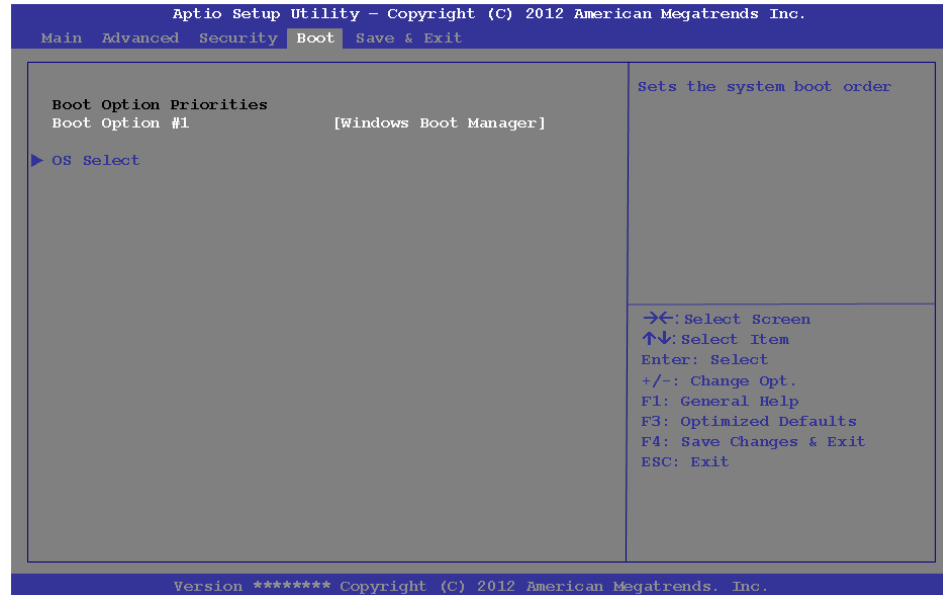 Aptio Setup Utility – Copyright (C) 2012 American Megatrends Inc.
Main Advanced Security Boot Save & Exit
Boot Option Priorities
Boot Option #1 [Windows Boot Manager]
▶ OS Select
Sets the system boot order
→←: Select Screen
↑↓: Select Item
Enter: Select
+/-: Change Opt.
F1: General Help
F3: Optimized Defaults
F4: Save Changes & Exit
ESC: Exit
Version ******** Copyright (C) 2012 American Megatrends. Inc.